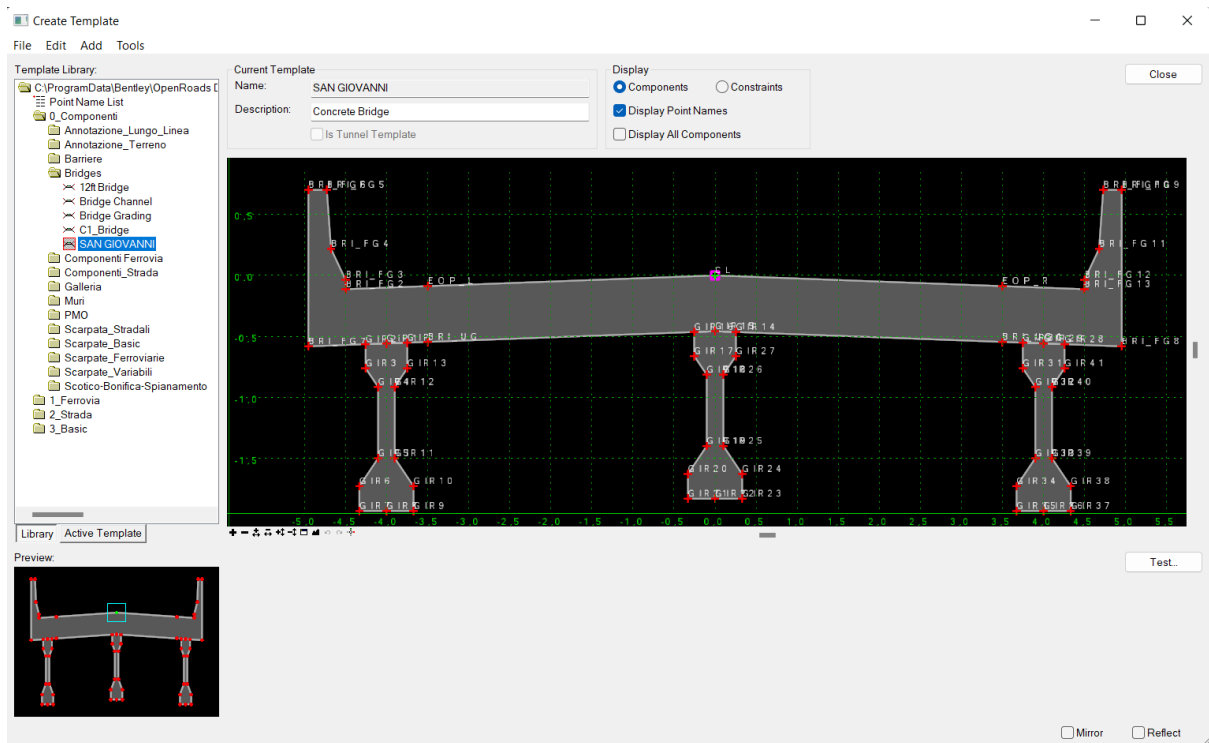 Create Template
File Edit Add Tools
Template Library:
C:\ProgramData\Bentley\OpenRoads D
Point Name List
0_Componenti
Annotazione_Lungo_Linea
Annotazione_Terreno
Barriere
Bridges
12ft Bridge
Bridge Channel
Bridge Grading
C1_Bridge
SAN GIOVANNI
Componenti Ferrovia
Componenti_Strada
Galleria
Muri
PMO
Scarpata_Stradali
Scarpate_Basic
Scarpate_Ferroviarie
Scarpate_Variabili
Scotico-Bonifica-Spianamento
1_Ferrovia
2_Strada
3_Basic
Library Active Template
Current Template
Name: SAN GIOVANNI
Description: Concrete Bridge
Is Tunnel Template
Display
Components Constraints
Display Point Names
Display All Components
Close
BRI_FG4 BRI_FG11
0.5
BRI_FG3 BRI_FG12
BRI_FG2 BRI_FG13
0.0 EOP_L CL EOP_R
-0.5 BRI_FG7 BRI_UG BRI_FG8
GIR14 GIR28
GIR3 GIR13 GIR17 GIR27 GIR31 GIR41
GIR12 GIR26 GIR40
-1.0
GIR11 GIR25 GIR39
-1.5
GIR6 GIR10 GIR20 GIR24 GIR34 GIR38
GIR9 GIR23 GIR37
-5.0 -4.5 -4.0 -3.5 -3.0 -2.5 -2.0 -1.5 -1.0 -0.5 0.0 0.5 1.0 1.5 2.0 2.5 3.0 3.5 4.0 4.5 5.0 5.5
Preview:
Test...
Mirror Reflect